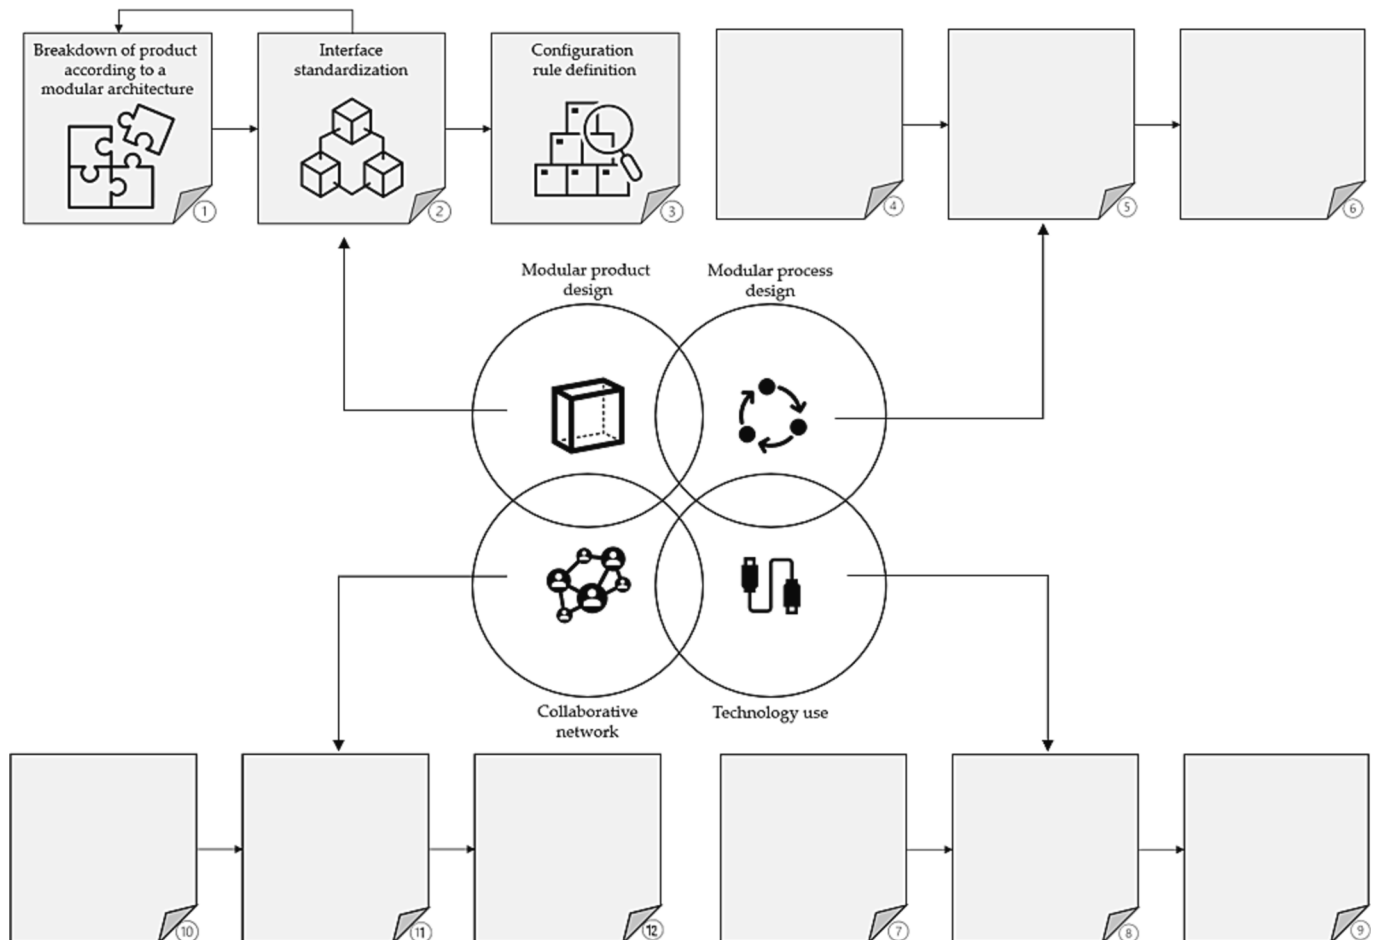 Breakdown of product
according to a
modular architecture
1
Interface
standardization
2
Configuration
rule definition
3
4
5
6
Modular product
design
Modular process
design
Collaborative
network
Technology use
10
11
12
7
8
9